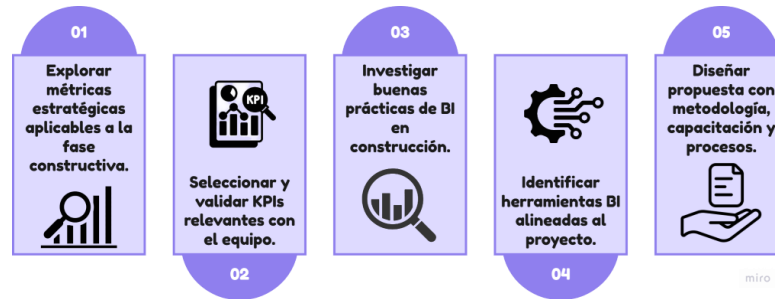 01
Explorar
métricas
estratégicas
aplicables a la
fase
constructiva.
KPI
Seleccionar y
validar KPIs
relevantes con
el equipo.
02
03
Investigar
buenas
prácticas de BI
en
construcción.
Identificar
herramientas BI
alineadas al
proyecto.
04
05
Diseñar
propuesta con
metodología,
capacitación y
procesos.
miro